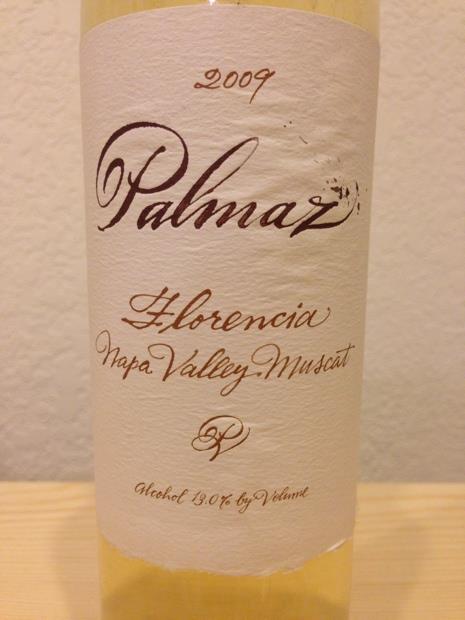 2009
Palmaz
Florencia
Napa Valley Muscat
P
Alcohol 13.0% by Volume